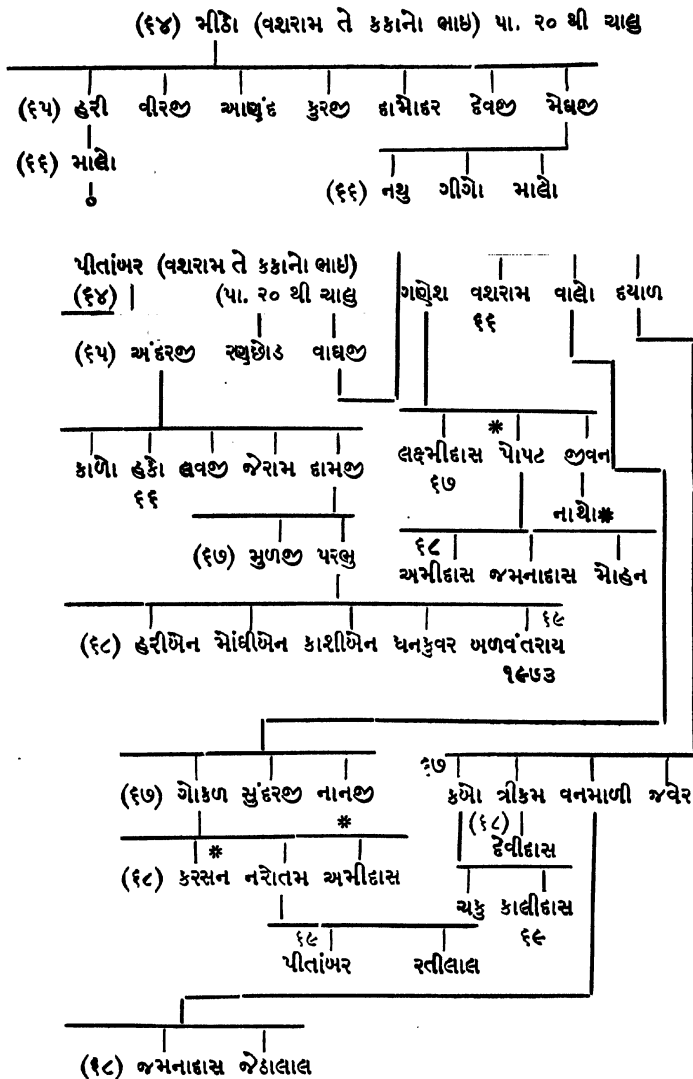 (૬૪) મીઠો (વશરામ તે કકાનો ભાઇ) પા. ૨૦ થી ચાલુ
(૬૫) હરી વીરજી આણંદ કુરજી દામોદર દેવજી મેઘજી
(૬૬) માલો
(૬૬) નથુ ગીગો માલો
પીતાંબર (વશરામ તે કકાનો ભાઇ)
(૬૪) (પા. ૨૦ થી ચાલુ
ગણેશ વશરામ વાલો દયાળ
૬૬
(૬૫) અંદરજી રણછોડ વાઘજી
કાળો હકો લવજી જેરામ દામજી
૬૬
* લક્ષ્મીદાસ પોપટ જીવન
૬૭
નાથો*
(૬૭) મુળજી પરભુ
૬૮
અમીદાસ જમનાદાસ મોહન
૬૯
(૬૮) હરીબેન મોંઘીબેન કાશીબેન ધનકુવર બળવંતરાય
૧૯૭૩
(૬૭) ગોકળ સુંદરજી નાનજી
૬૭
કબો ત્રીકમ વનમાળી જવેર
(૬૮)
દેવીદાસ
* *
(૬૮) કરસન નરોતમ અમીદાસ
ચકુ કાલીદાસ
૬૯
૬૯
પીતાંબર રતીલાલ
(૬૮) જમનાદાસ જેઠાલાલ